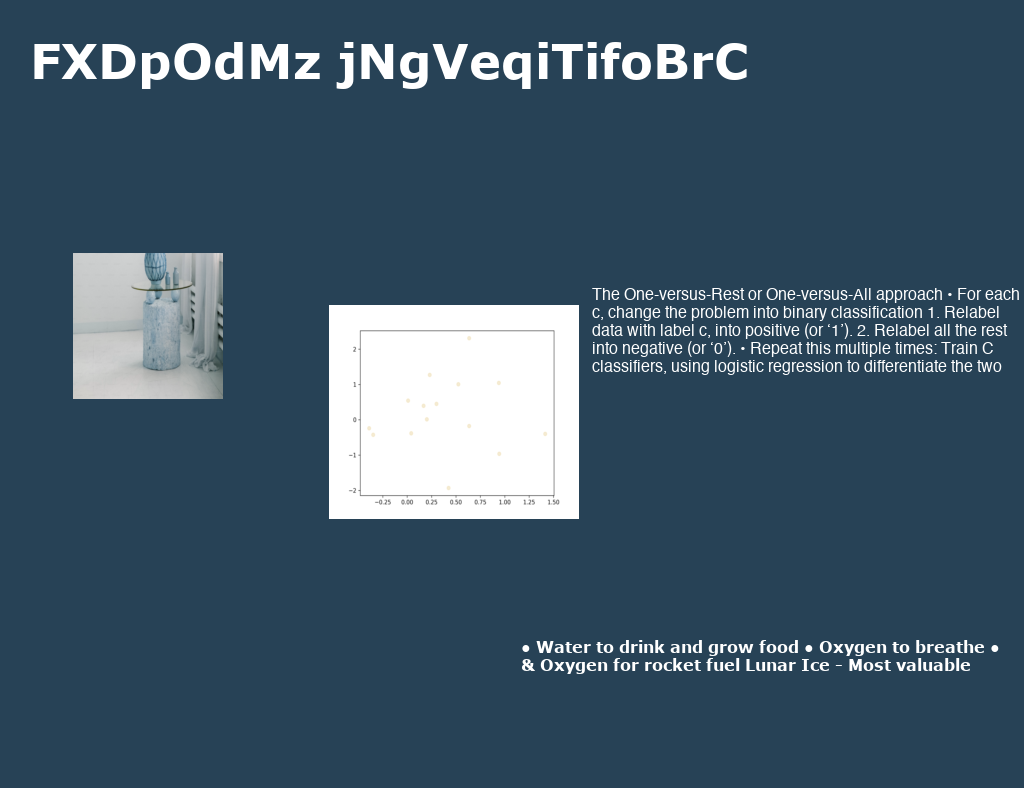 FXDpOdMz jNgVeqiTifoBrC
The One-versus-Rest or One-versus-All approach • For each
c, change the problem into binary classification 1. Relabel
data with label c, into positive (or ‘1’). 2. Relabel all the rest
into negative (or ‘0’). • Repeat this multiple times: Train C
classifiers, using logistic regression to differentiate the two
2
1
0
−1
−2
−0.25 0.00 0.25 0.50 0.75 1.00 1.25 1.50
● Water to drink and grow food ● Oxygen to breathe ●
& Oxygen for rocket fuel Lunar Ice – Most valuable